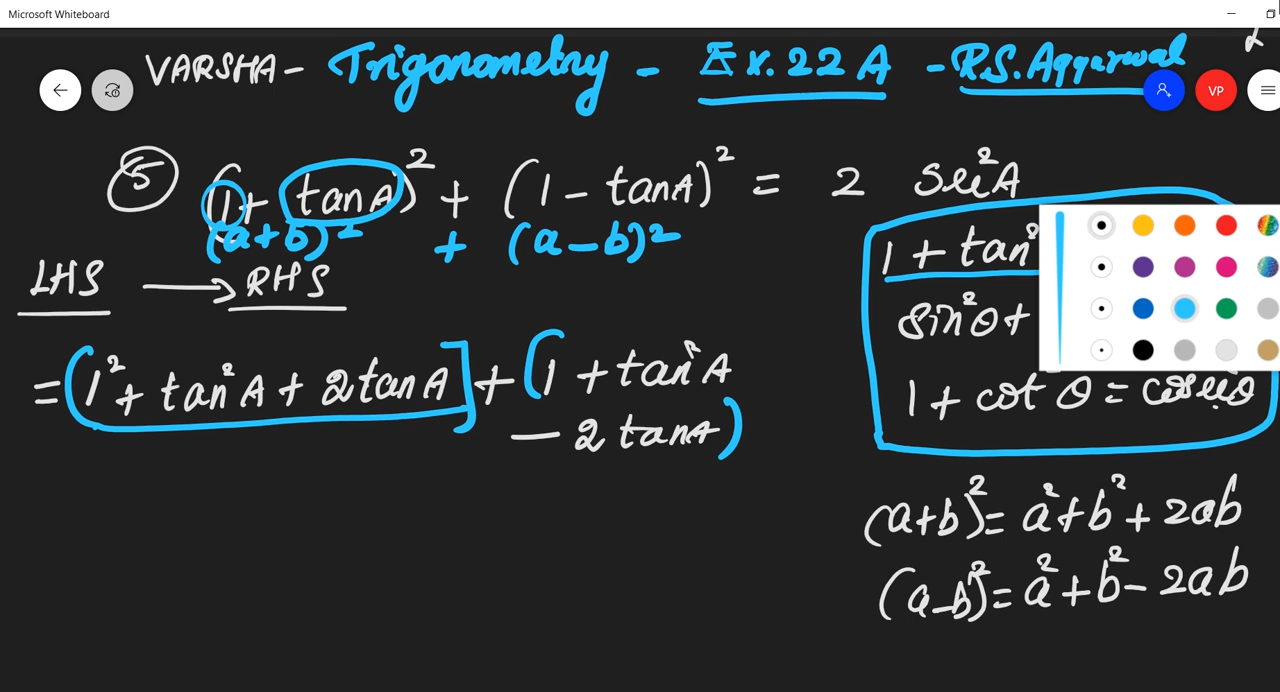 Microsoft Whiteboard
VARSHA - Trigonometry - Ex. 22 A - R.S. Aggarwal
VP
⑤ (1 + tanA)² + (1 - tanA)² = 2 sec²A
(a+b)² + (a-b)²
LHS → RHS
= (1² + tan²A + 2tanA] + (1 + tan²A
- 2 tanA)
1 + tan²
sin²θ +
1 + cot θ = cosecθ
(a+b)² = a² + b² + 2ab
(a-b)² = a² + b² - 2ab